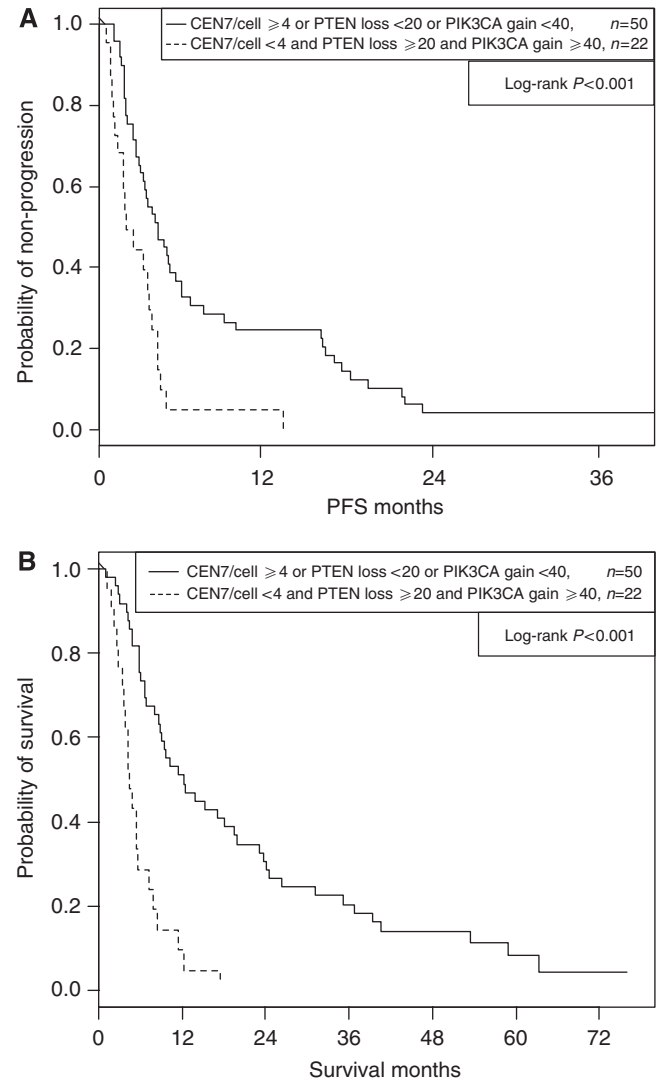 A
CEN7/cell ⩾4 or PTEN loss <20 or PIK3CA gain <40, n=50
CEN7/cell <4 and PTEN loss ⩾20 and PIK3CA gain ⩾40, n=22
Log-rank P<0.001
Probability of non-progression
1.0
0.8
0.6
0.4
0.2
0.0
0 12 24 36
PFS months
B
CEN7/cell ⩾4 or PTEN loss <20 or PIK3CA gain <40, n=50
CEN7/cell <4 and PTEN loss ⩾20 and PIK3CA gain ⩾40, n=22
Log-rank P<0.001
Probability of survival
1.0
0.8
0.6
0.4
0.2
0.0
0 12 24 36 48 60 72
Survival months